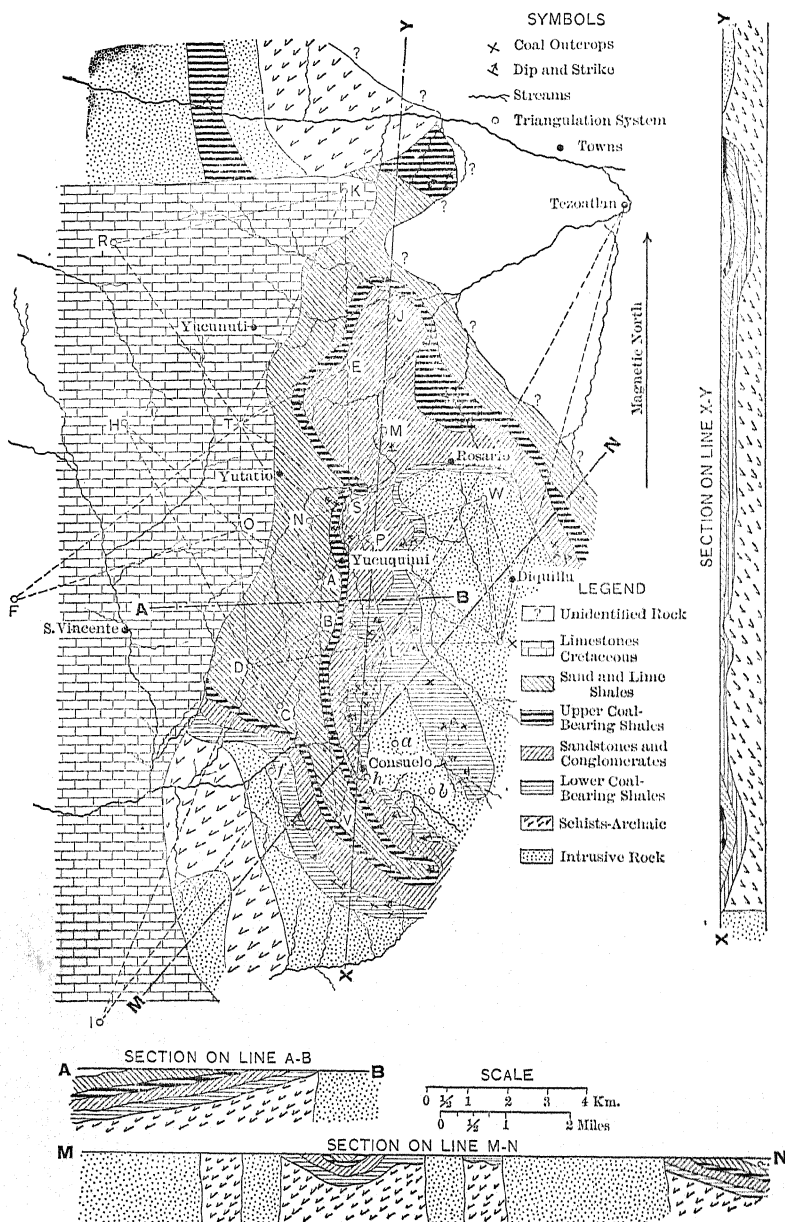 SYMBOLS
Coal Outcrops
Dip and Strike
Streams
Triangulation System
Towns
Y
Y
K
R
Tezoatlan
Yucunuti
J
E
Magnetic North
H
T
M
N
Rosario
Yutatio
W
S
N
O
P
Yucuquimi
A
Diquilla
F
A
B
B
S. Vincente
L
D
C
a
Consuelo
h
b
f
V
X
M
I
LEGEND
? Unidentified Rock
Limestones
Cretaceous
Sand and Lime
Shales
Upper Coal-
Bearing Shales
Sandstones and
Conglomerates
Lower Coal-
Bearing Shales
Schists-Archaic
Intrusive Rock
SECTION ON LINE X-Y
X
SECTION ON LINE A-B
A
B
SCALE
0 ½ 1 2 3 4 Km.
0 ½ 1 2 Miles
SECTION ON LINE M-N
M
N